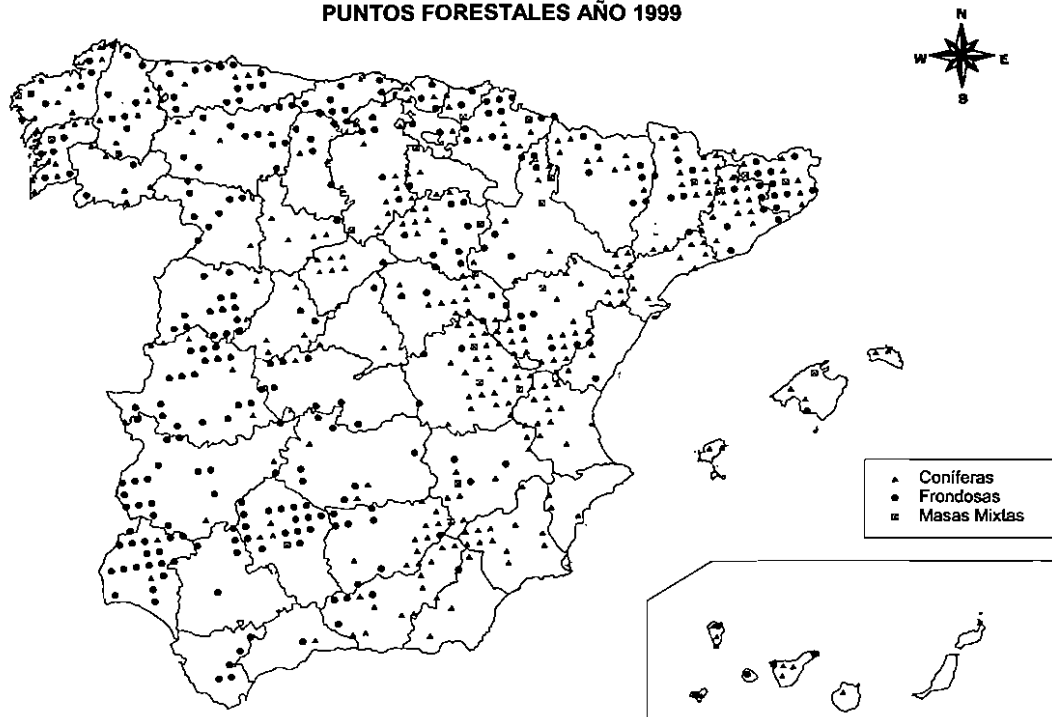 PUNTOS FORESTALES AÑO 1999
N
W E
S
Coníferas
Frondosas
Masas Mixtas